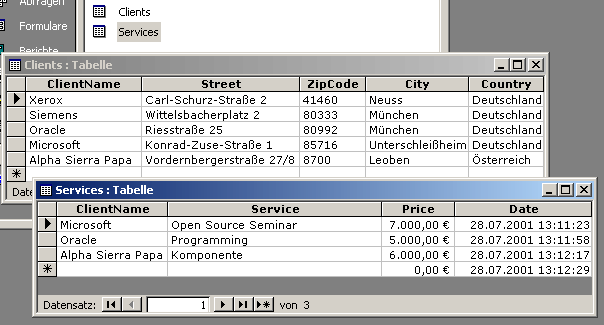 Abfragen
Clients
Formulare
Services
Berichte
Clients : Tabelle
ClientName Street ZipCode City Country
Xerox Carl-Schurz-Straße 2 41460 Neuss Deutschland
Siemens Wittelsbacherplatz 2 80333 München Deutschland
Oracle Riesstraße 25 80992 München Deutschland
Microsoft Konrad-Zuse-Straße 1 85716 Unterschleißheim Deutschland
Alpha Sierra Papa Vordernbergerstraße 27/8 8700 Leoben Österreich
Services : Tabelle
ClientName Service Price Date
Microsoft Open Source Seminar 7.000,00 € 28.07.2001 13:11:23
Oracle Programming 5.000,00 € 28.07.2001 13:11:58
Alpha Sierra Papa Komponente 6.000,00 € 28.07.2001 13:12:17
0,00 € 28.07.2001 13:12:29
Datensatz: 1 von 3